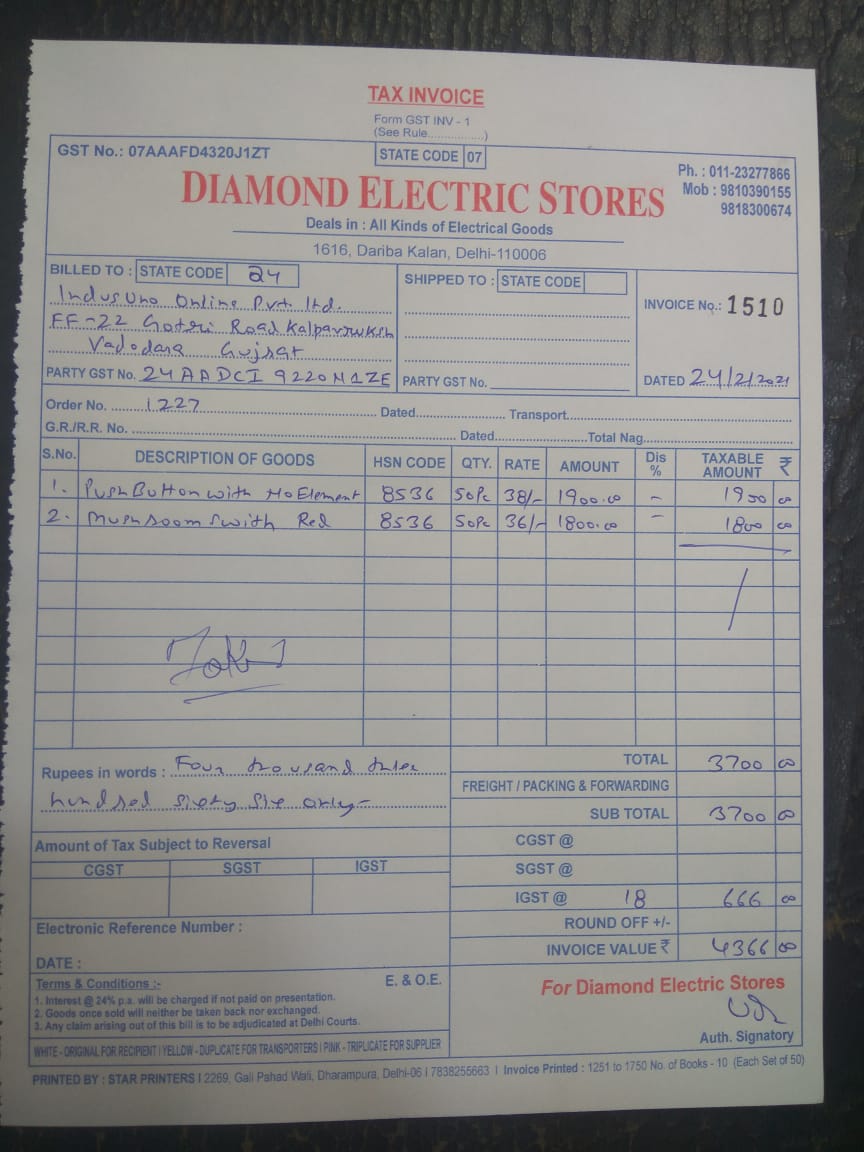 TAX INVOICE
Form GST INV - 1
(See Rule...............)
GST No.: 07AAAFD4320J1ZT
STATE CODE 07
Ph. : 011-23277866
Mob : 9810390155
9818300674
DIAMOND ELECTRIC STORES
Deals in : All Kinds of Electrical Goods
1616, Dariba Kalan, Delhi-110006
BILLED TO : STATE CODE 24
SHIPPED TO : STATE CODE
INVOICE No.: 1510
IndusUno Online Pvt. ltd.
FF-22 Gotri Road Kalpavruksh
Vadodara Gujrat
PARTY GST No. 24AADCI9220N1ZE
PARTY GST No.
DATED 24/2/2021
Order No. 1227 Dated Transport
G.R./R.R. No. Dated Total Nag
S.No. DESCRIPTION OF GOODS HSN CODE QTY. RATE AMOUNT Dis % TAXABLE AMOUNT ₹
1. Push Button with No Element 8536 50Pc 38/- 1900.00 - 1900 00
2. Mushroom with Red 8536 50Pc 36/- 1800.00 - 1800 00
Rupees in words : Four thousand three
hundred sixty six only-
TOTAL 3700 00
FREIGHT / PACKING & FORWARDING
SUB TOTAL 3700 00
Amount of Tax Subject to Reversal
CGST SGST IGST
CGST @
SGST @
IGST @ 18 666 00
Electronic Reference Number :
ROUND OFF +/-
INVOICE VALUE ₹ 4366 00
DATE :
Terms & Conditions :- E. & O.E.
1. Interest @ 24% p.a. will be charged if not paid on presentation.
2. Goods once sold will neither be taken back nor exchanged.
3. Any claim arising out of this bill is to be adjudicated at Delhi Courts.
For Diamond Electric Stores
Auth. Signatory
WHITE - ORIGINAL FOR RECIPIENT | YELLOW - DUPLICATE FOR TRANSPORTERS | PINK - TRIPLICATE FOR SUPPLIER
PRINTED BY : STAR PRINTERS | 2269, Gali Pahad Wali, Dharampura, Delhi-06 | 7838255663 | Invoice Printed : 1251 to 1750 No. of Books - 10 (Each Set of 50)